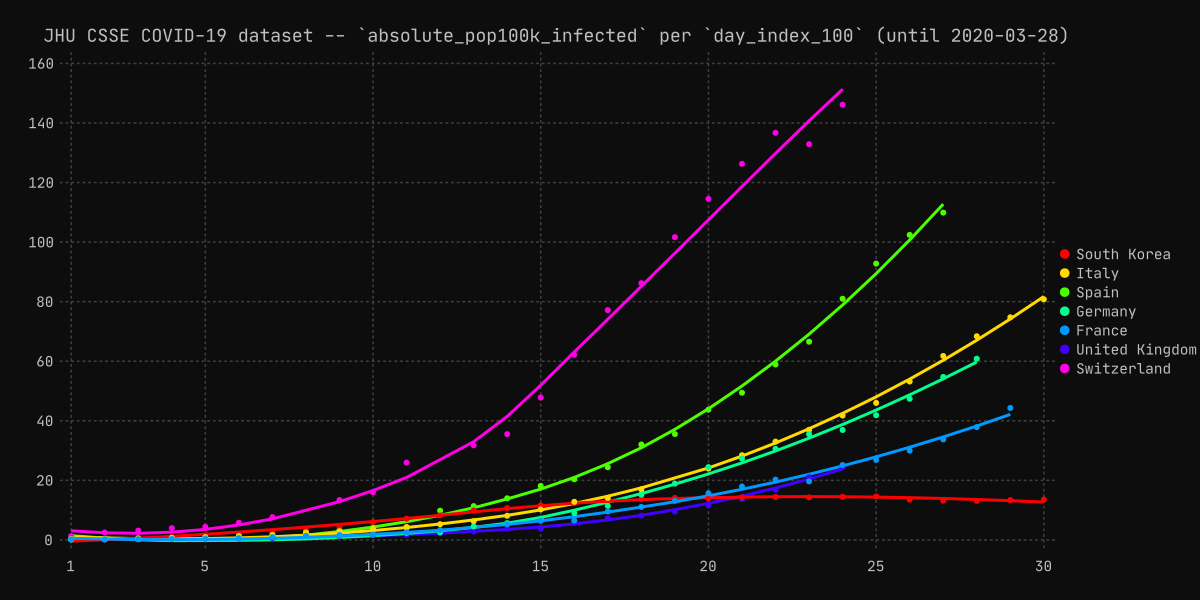 JHU CSSE COVID-19 dataset -- `absolute_pop100k_infected` per `day_index_100` (until 2020-03-28)
160
140
120
100
80
60
40
20
0
1 5 10 15 20 25 30
South Korea
Italy
Spain
Germany
France
United Kingdom
Switzerland